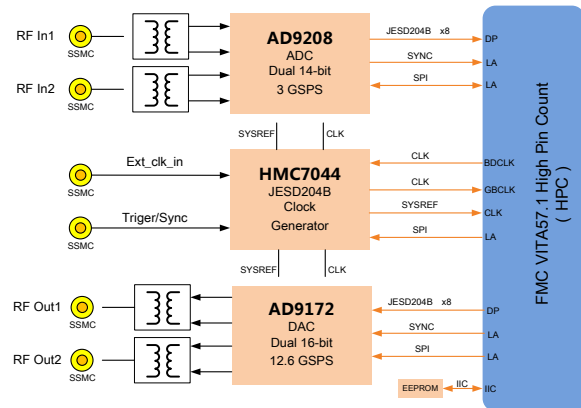 RF In1
SSMC
RF In2
SSMC
AD9208
ADC
Dual 14-bit
3 GSPS
JESD204B x8
DP
SYNC
LA
SPI
LA
SYSREF
CLK
Ext_clk_in
SSMC
Triger/Sync
SSMC
HMC7044
JESD204B
Clock
Generator
CLK
BDCLK
CLK
GBCLK
SYSREF
CLK
SPI
LA
SYSREF
CLK
RF Out1
SSMC
RF Out2
SSMC
AD9172
DAC
Dual 16-bit
12.6 GSPS
JESD204B x8
DP
SYNC
LA
SPI
LA
EEPROM
IIC
IIC
FMC VITA57.1 High Pin Count
( HPC )